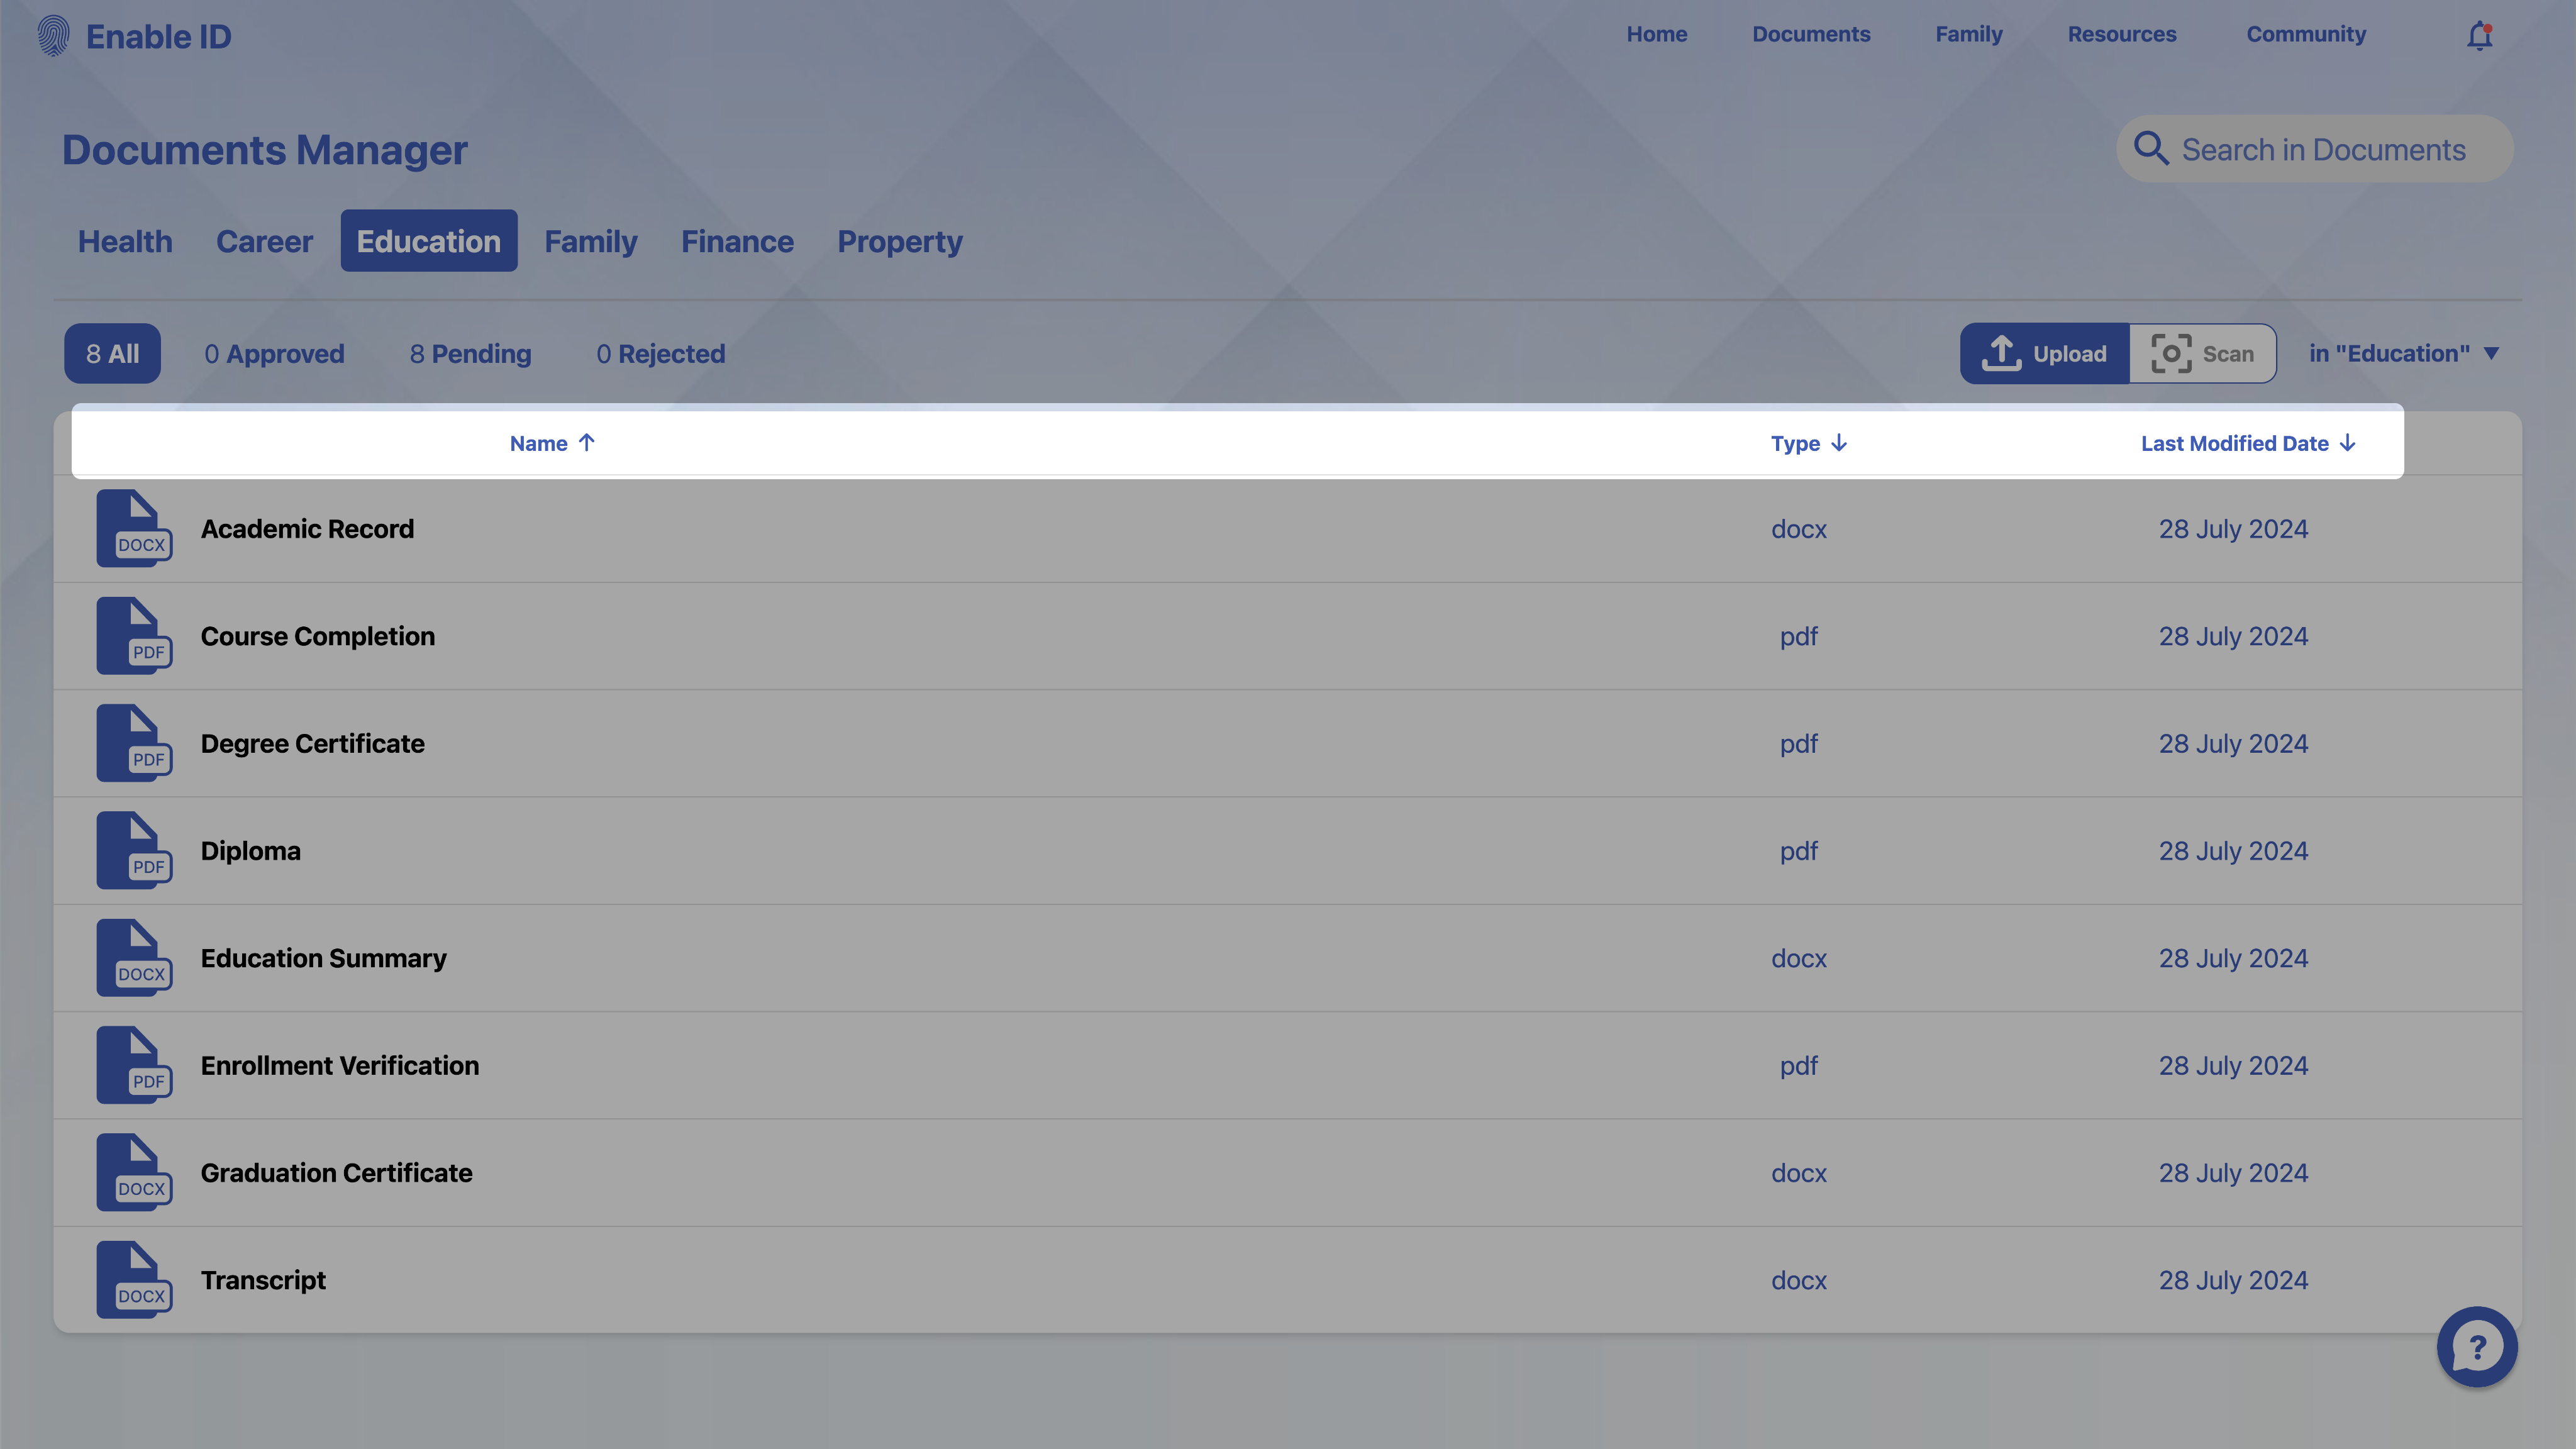 Enable ID
Home Documents Family Resources Community
Documents Manager
Search in Documents
Health Career Education Family Finance Property
8 All 0 Approved 8 Pending 0 Rejected
Upload Scan in "Education" ▼
Name ↑ Type ↓ Last Modified Date ↓
DOCX Academic Record docx 28 July 2024
PDF Course Completion pdf 28 July 2024
PDF Degree Certificate pdf 28 July 2024
PDF Diploma pdf 28 July 2024
DOCX Education Summary docx 28 July 2024
PDF Enrollment Verification pdf 28 July 2024
DOCX Graduation Certificate docx 28 July 2024
DOCX Transcript docx 28 July 2024
?